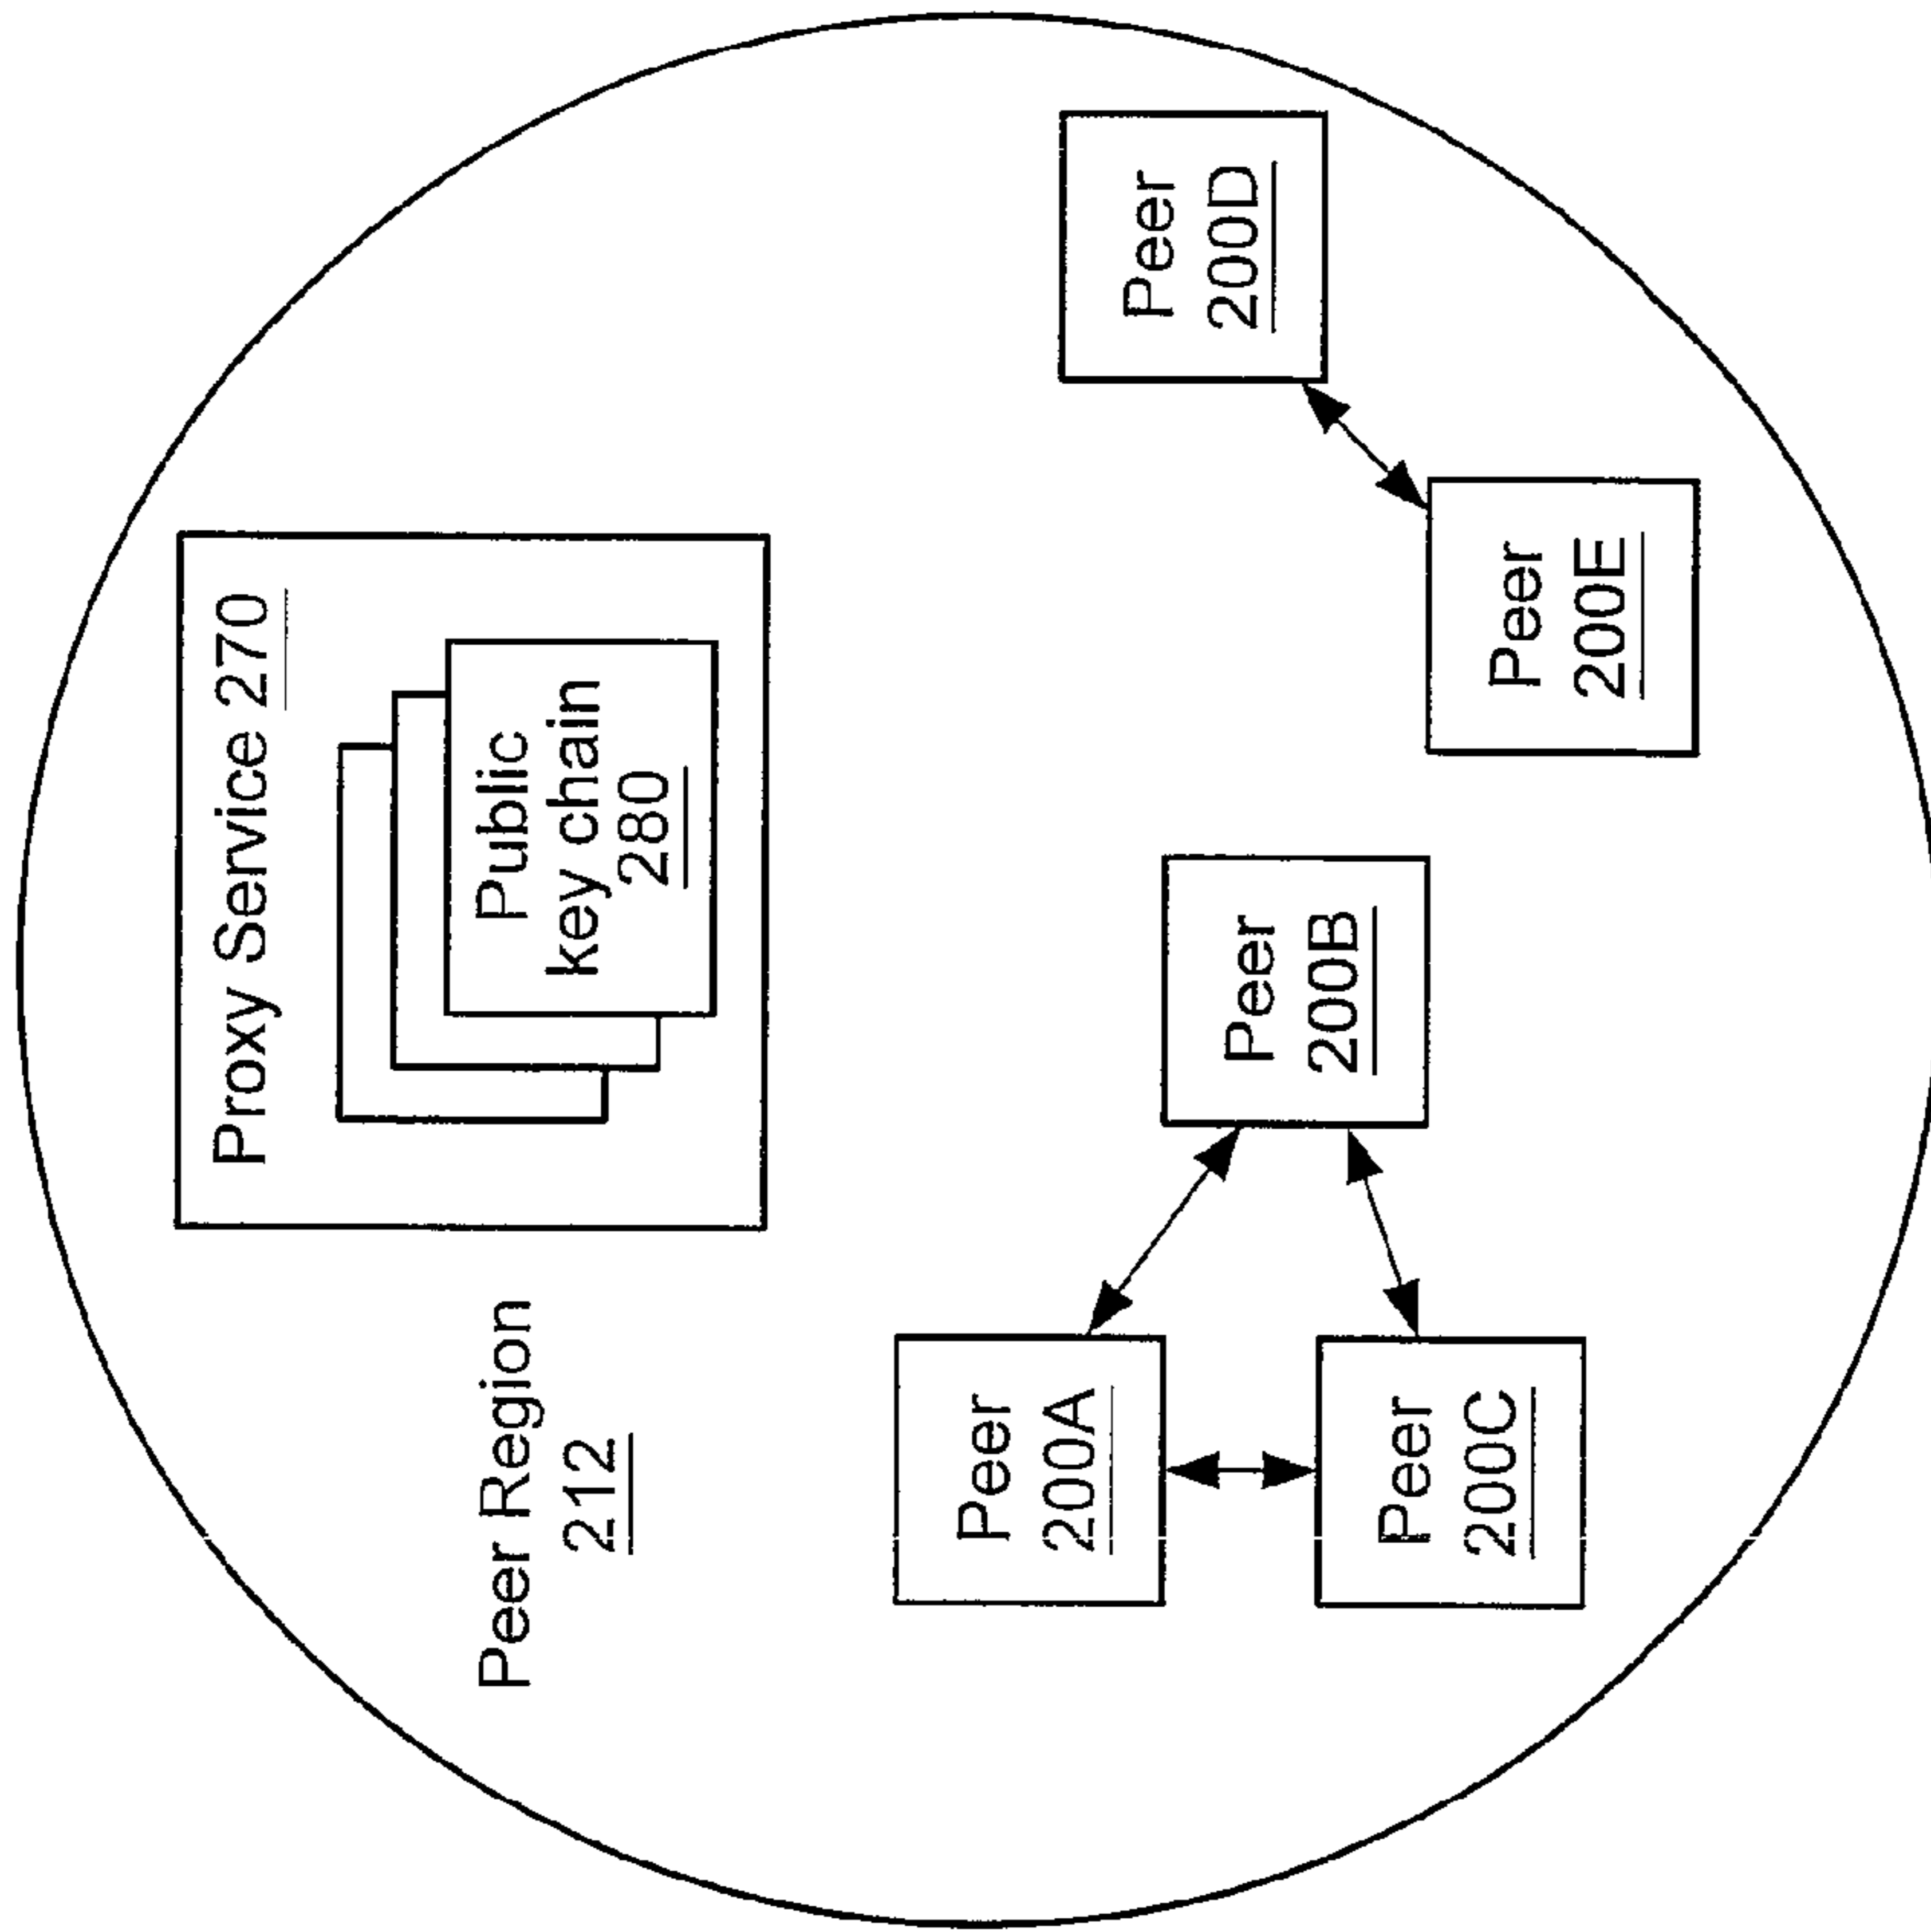 Proxy Service 270
Public
key chain
280
Peer Region
212
Peer
200A
Peer
200B
Peer
200C
Peer
200D
Peer
200E